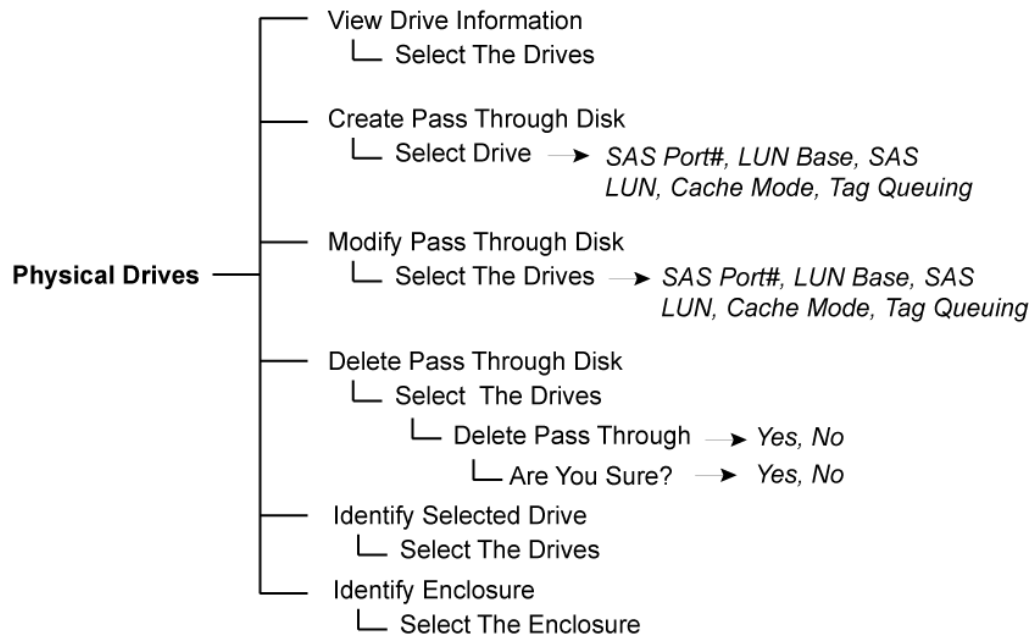 View Drive Information
Select The Drives
Create Pass Through Disk
Select Drive
SAS Port#, LUN Base, SAS
LUN, Cache Mode, Tag Queuing
Modify Pass Through Disk
Physical Drives
Select The Drives
SAS Port#, LUN Base, SAS
LUN, Cache Mode, Tag Queuing
Delete Pass Through Disk
Select The Drives
Delete Pass Through
Yes, No
Are You Sure?
Yes, No
Identify Selected Drive
Select The Drives
Identify Enclosure
Select The Enclosure